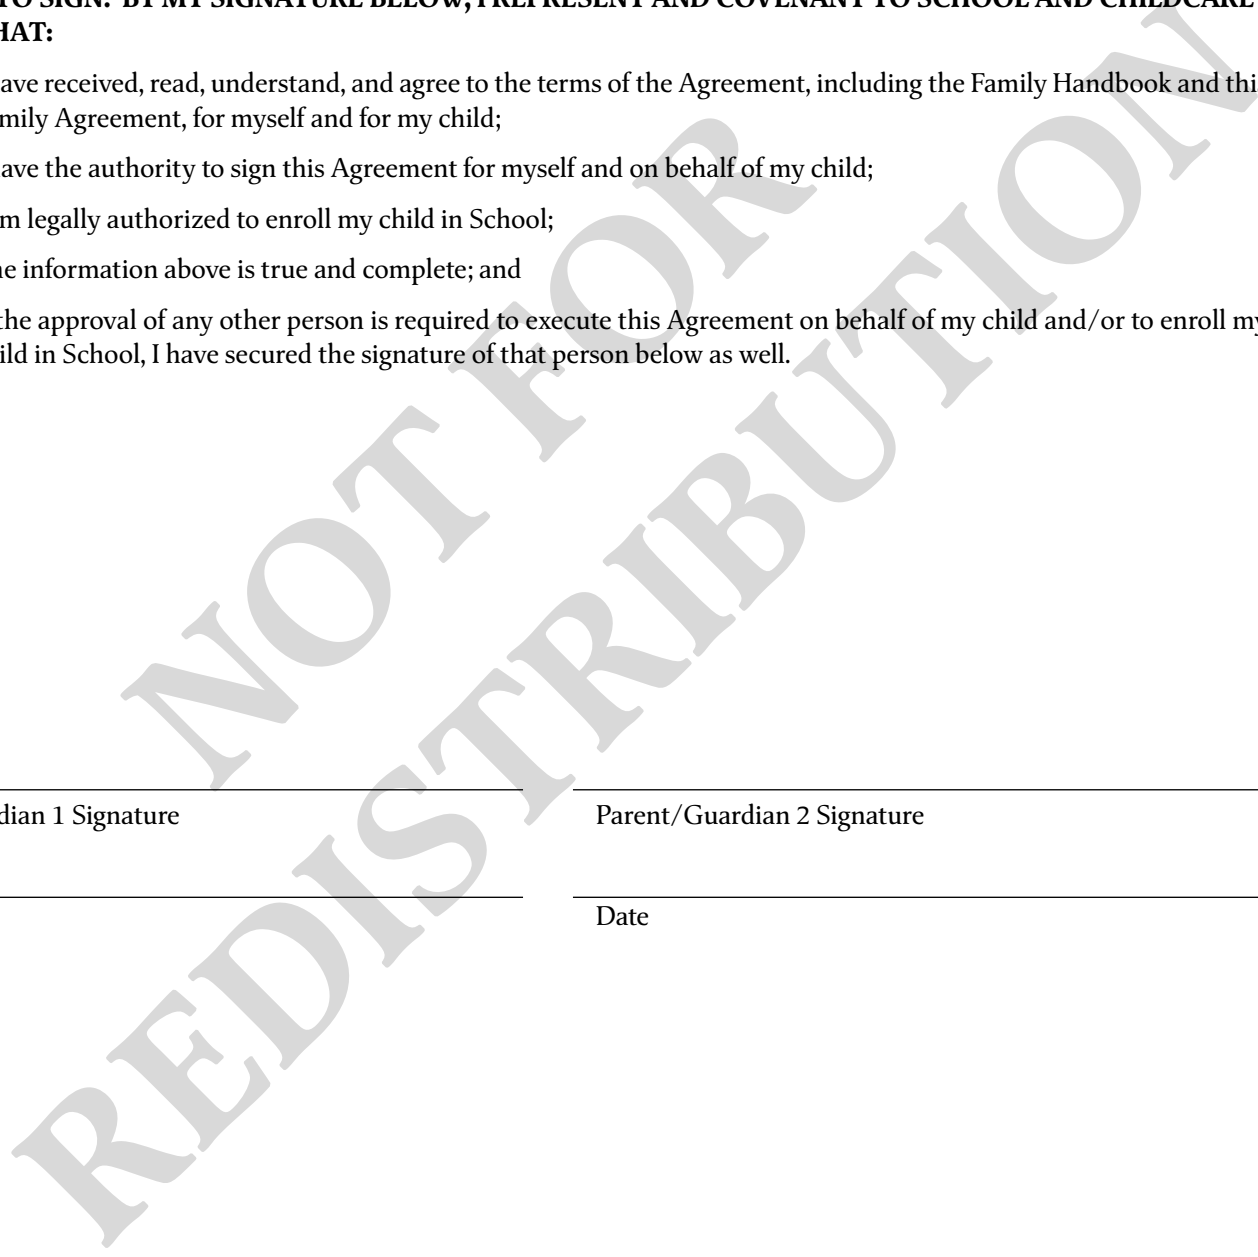 TO SIGN. BY MY SIGNATURE BELOW, I REPRESENT AND COVENANT TO SCHOOL AND CHILDCARE
HAT:
ave received, read, understand, and agree to the terms of the Agreement, including the Family Handbook and thi
mily Agreement, for myself and for my child;
ave the authority to sign this Agreement for myself and on behalf of my child;
m legally authorized to enroll my child in School;
he information above is true and complete; and
the approval of any other person is required to execute this Agreement on behalf of my child and/or to enroll my
ild in School, I have secured the signature of that person below as well.
NOT FOR
REDISTRIBUTION
dian 1 Signature
Parent/Guardian 2 Signature
Date